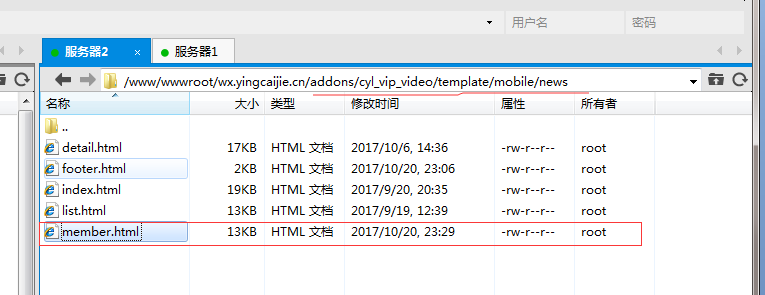 用户名 密码
服务器2 × 服务器1
/www/wwwroot/wx.yingcaijie.cn/addons/cyl_vip_video/template/mobile/news
名称 大小 类型 修改时间 属性 所有者
..
detail.html 17KB HTML 文档 2017/10/6, 14:36 -rw-r--r-- root
footer.html 2KB HTML 文档 2017/10/20, 23:06 -rw-r--r-- root
index.html 19KB HTML 文档 2017/9/20, 20:35 -rw-r--r-- root
list.html 13KB HTML 文档 2017/9/19, 12:39 -rw-r--r-- root
member.html 13KB HTML 文档 2017/10/20, 23:29 -rw-r--r-- root